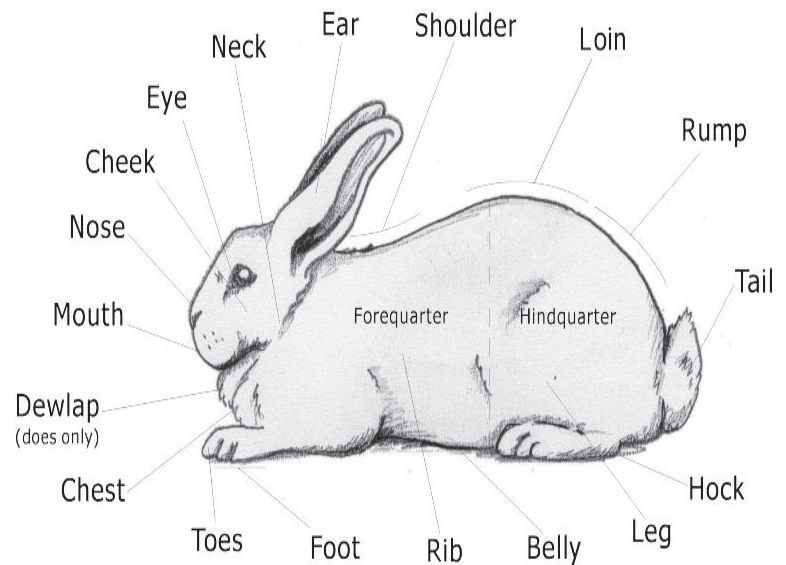 Ear
Shoulder
Loin
Neck
Eye
Rump
Cheek
Nose
Tail
Mouth
Forequarter
Hindquarter
Dewlap
(does only)
Chest
Hock
Toes
Foot
Rib
Belly
Leg